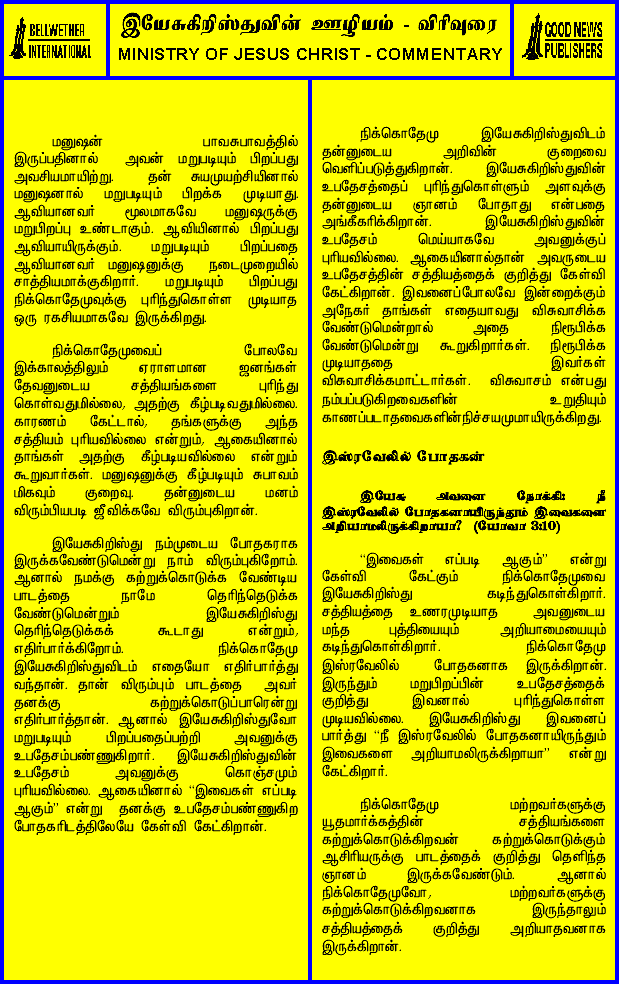 BELLWETHER
INTERNATIONAL
இயேசுகிறிஸ்துவின் ஊழியம் - விரிவுரை
MINISTRY OF JESUS CHRIST - COMMENTARY
GOOD NEWS
PUBLISHERS
மனுஷன் பாவசுபாவத்தில்
இருப்பதினால் அவன் மறுபடியும் பிறப்பது
அவசியமாயிற்று. தன் சுயமுயற்சியினால்
மனுஷனால் மறுபடியும் பிறக்க முடியாது.
ஆவியானவர் மூலமாகவே மனுஷருக்கு
மறுபிறப்பு உண்டாகும். ஆவியினால் பிறப்பது
ஆவியாயிருக்கும். மறுபடியும் பிறப்பதை
ஆவியானவர் மனுஷனுக்கு நடைமுறையில்
சாத்தியமாக்குகிறார். மறுபடியும் பிறப்பது
நிக்கொதேமுவுக்கு புரிந்துகொள்ள முடியாத
ஒரு ரகசியமாகவே இருக்கிறது.
நிக்கொதேமுவைப் போலவே
இக்காலத்திலும் ஏராளமான ஜனங்கள்
தேவனுடைய சத்தியங்களை புரிந்து
கொள்வதுமில்லை, அதற்கு கீழ்படிவதுமில்லை.
காரணம் கேட்டால், தங்களுக்கு அந்த
சத்தியம் புரியவில்லை என்றும், ஆகையினால்
தாங்கள் அதற்கு கீழ்படியவில்லை என்றும்
கூறுவார்கள். மனுஷனுக்கு கீழ்படியும் சுபாவம்
மிகவும் குறைவு. தன்னுடைய மனம்
விரும்பியபடி ஜீவிக்கவே விரும்புகிறான்.
இயேசுகிறிஸ்து நம்முடைய போதகராக
இருக்கவேண்டுமென்று நாம் விரும்புகிறோம்.
ஆனால் நமக்கு கற்றுக்கொடுக்க வேண்டிய
பாடத்தை நாமே தெரிந்தெடுக்க
வேண்டுமென்றும் இயேசுகிறிஸ்து
தெரிந்தெடுக்கக் கூடாது என்றும்,
எதிர்பார்க்கிறோம். நிக்கொதேமு
இயேசுகிறிஸ்துவிடம் எதையோ எதிர்பார்த்து
வந்தான். தான் விரும்பும் பாடத்தை அவர்
தனக்கு கற்றுக்கொடுப்பாரென்று
எதிர்பார்த்தான். ஆனால் இயேசுகிறிஸ்துவோ
மறுபடியும் பிறப்பதைப்பற்றி அவனுக்கு
உபதேசம்பண்ணுகிறார். இயேசுகிறிஸ்துவின்
உபதேசம் அவனுக்கு கொஞ்சமும்
புரியவில்லை. ஆகையினால் “இவைகள் எப்படி
ஆகும்” என்று தனக்கு உபதேசம்பண்ணுகிற
போதகரிடத்திலேயே கேள்வி கேட்கிறான்.
நிக்கொதேமு இயேசுகிறிஸ்துவிடம்
தன்னுடைய அறிவின் குறைவை
வெளிப்படுத்துகிறான். இயேசுகிறிஸ்துவின்
உபதேசத்தைப் புரிந்துகொள்ளும் அளவுக்கு
தன்னுடைய ஞானம் போதாது என்பதை
அங்கீகரிக்கிறான். இயேசுகிறிஸ்துவின்
உபதேசம் மெய்யாகவே அவனுக்குப்
புரியவில்லை. ஆகையினால்தான் அவருடைய
உபதேசத்தின் சத்தியத்தைக் குறித்து கேள்வி
கேட்கிறான். இவனைப்போலவே இன்றைக்கும்
அநேகர் தாங்கள் எதையாவது விசுவாசிக்க
வேண்டுமென்றால் அதை நிரூபிக்க
வேண்டுமென்று கூறுகிறார்கள். நிரூபிக்க
முடியாததை இவர்கள்
விசுவாசிக்கமாட்டார்கள். விசுவாசம் என்பது
நம்பப்படுகிறவைகளின் உறுதியும்
காணப்படாதவைகளின்நிச்சயமுமாயிருக்கிறது.
இஸ்ரவேலில் போதகன்
இயேசு அவனை நோக்கி: நீ
இஸ்ரவேலில் போதகனாயிருந்தும் இவைகளை
அறியாமலிருக்கிறாயா? (யோவா 3:10)
“இவைகள் எப்படி ஆகும்” என்று
கேள்வி கேட்கும் நிக்கொதேமுவை
இயேசுகிறிஸ்து கடிந்துகொள்கிறார்.
சத்தியத்தை உணரமுடியாத அவனுடைய
மந்த புத்தியையும் அறியாமையையும்
கடிந்துகொள்கிறார். நிக்கொதேமு
இஸ்ரவேலில் போதகனாக இருக்கிறான்.
இருந்தும் மறுபிறப்பின் உபதேசத்தைக்
குறித்து இவனால் புரிந்துகொள்ள
முடியவில்லை. இயேசுகிறிஸ்து இவனைப்
பார்த்து “நீ இஸ்ரவேலில் போதகனாயிருந்தும்
இவைகளை அறியாமலிருக்கிறாயா” என்று
கேட்கிறார்.
நிக்கொதேமு மற்றவர்களுக்கு
யூதமார்க்கத்தின் சத்தியங்களை
கற்றுக்கொடுக்கிறவன் கற்றுக்கொடுக்கும்
ஆசிரியருக்கு பாடத்தைக் குறித்து தெளிந்த
ஞானம் இருக்கவேண்டும். ஆனால்
நிக்கொதேமுவோ, மற்றவர்களுக்கு
கற்றுக்கொடுக்கிறவனாக இருந்தாலும்
சத்தியத்தைக் குறித்து அறியாதவனாக
இருக்கிறான்.